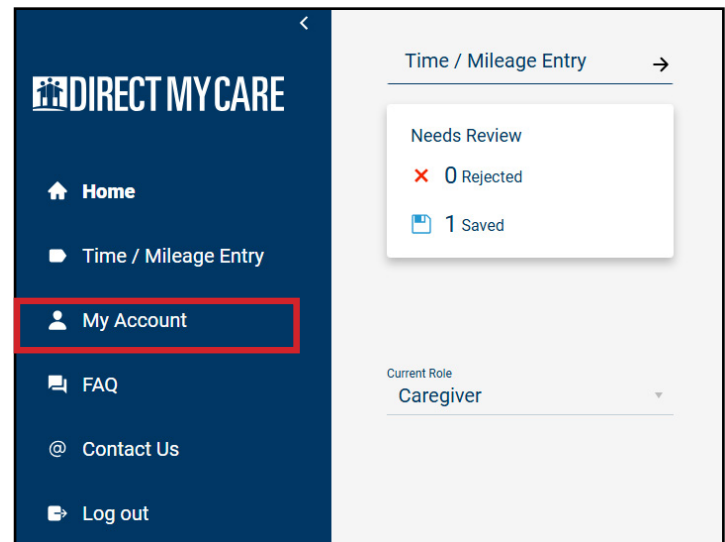 DIRECT MY CARE
Home
Time / Mileage Entry
My Account
FAQ
@ Contact Us
Log out
Time / Mileage Entry
Needs Review
0 Rejected
1 Saved
Current Role
Caregiver